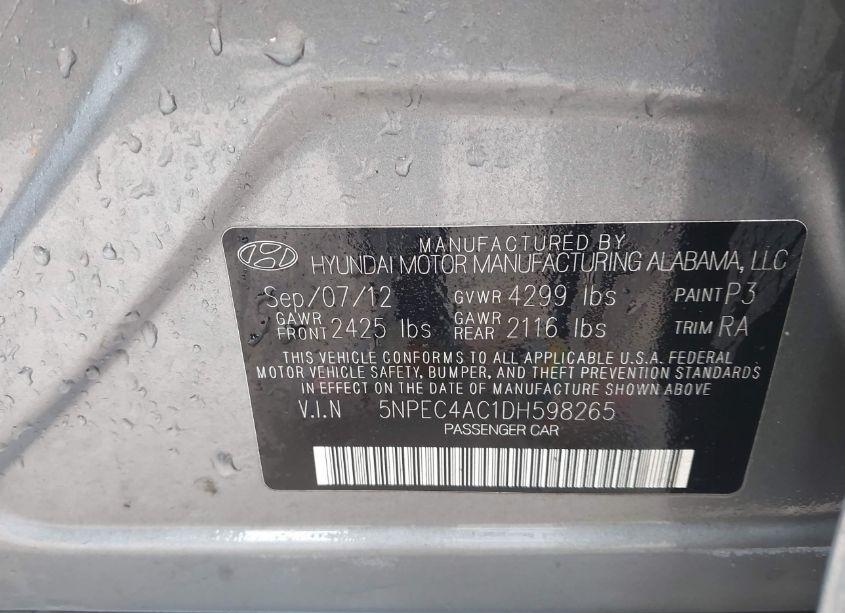 MANUFACTURED BY
HYUNDAI MOTOR MANUFACTURING ALABAMA, LLC
Sep/07/12 GVWR 4299 lbs PAINT P3
GAWR FRONT 2425 lbs GAWR REAR 2116 lbs TRIM RA
THIS VEHICLE CONFORMS TO ALL APPLICABLE U.S.A. FEDERAL
MOTOR VEHICLE SAFETY, BUMPER, AND THEFT PREVENTION STANDARDS
IN EFFECT ON THE DATE OF MANUFACTURE SHOWN ABOVE
V.I.N 5NPEC4AC1DH598265
PASSENGER CAR